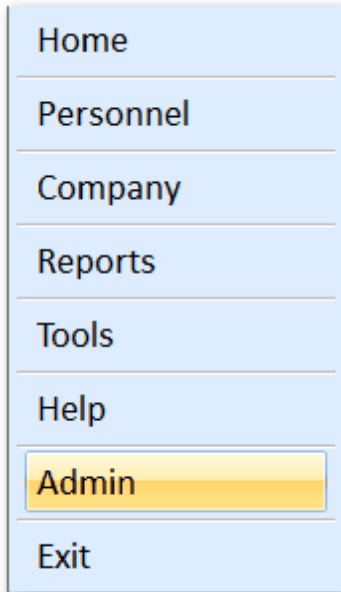 Home
Personnel
Company
Reports
Tools
Help
Admin
Exit